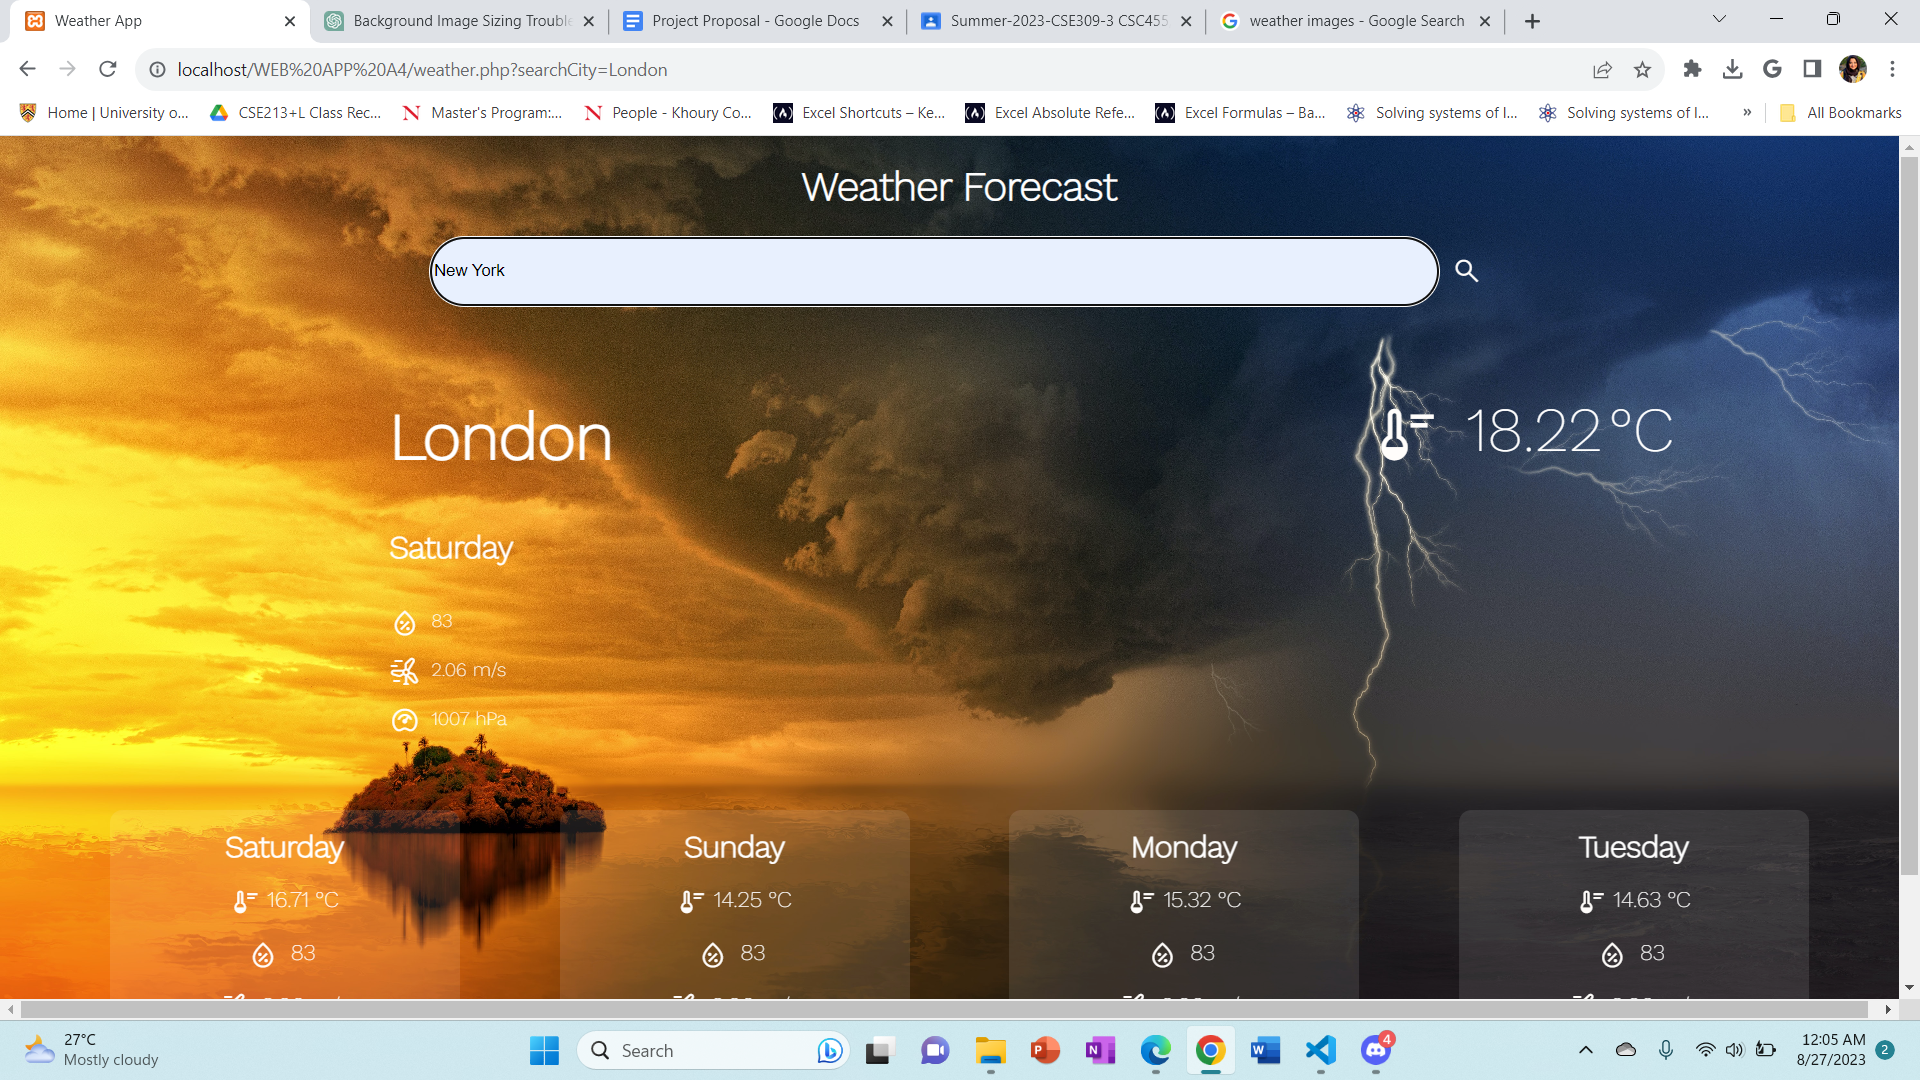 Weather App
Background Image Sizing Trouble
Project Proposal - Google Docs
Summer-2023-CSE309-3 CSC455
weather images - Google Search
localhost/WEB%20APP%20A4/weather.php?searchCity=London
Home | University o...
CSE213+L Class Rec...
Master's Program:...
People - Khoury Co...
Excel Shortcuts – Ke...
Excel Absolute Refe...
Excel Formulas – Ba...
Solving systems of l...
Solving systems of l...
»
All Bookmarks
Weather Forecast
New York
London
18.22 °C
Saturday
83
2.06 m/s
1007 hPa
Saturday
16.71 °C
83
Sunday
14.25 °C
83
Monday
15.32 °C
83
Tuesday
14.63 °C
83
27°C
Mostly cloudy
Search
4
12:05 AM
8/27/2023
2